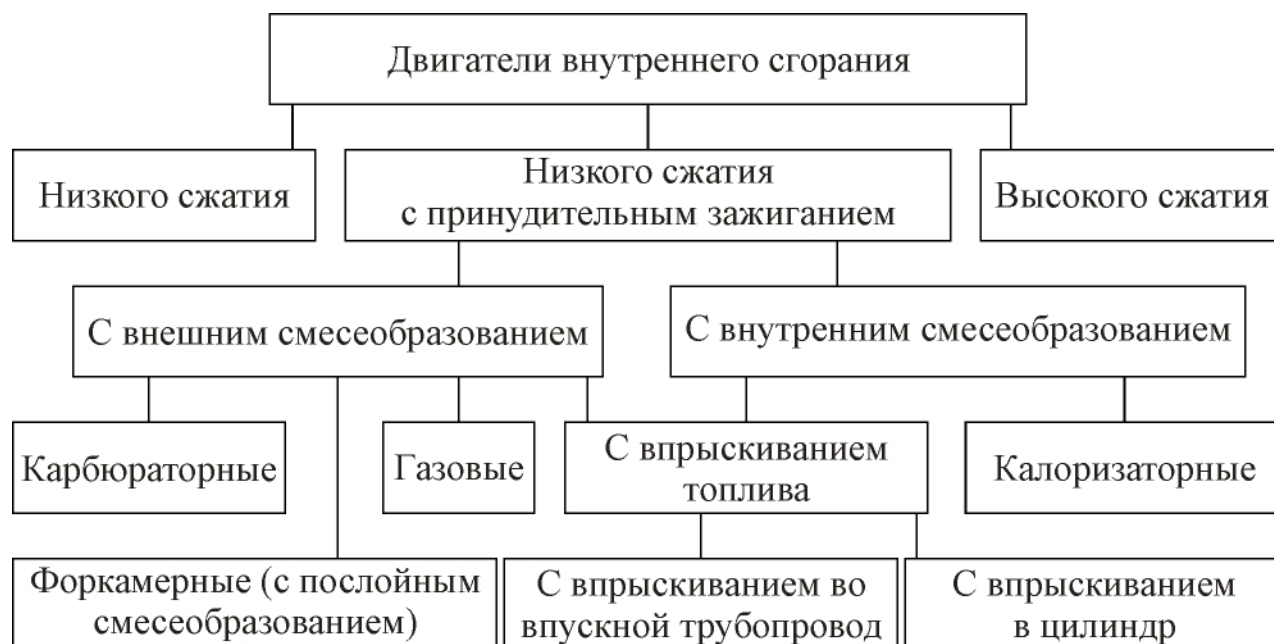 Двигатели внутреннего сгорания
Низкого сжатия
Низкого сжатия
с принудительным зажиганием
Высокого сжатия
С внешним смесеобразованием
С внутренним смесеобразованием
Карбюраторные
Газовые
С впрыскиванием
топлива
Калоризаторные
Форкамерные (с послойным
смесеобразованием)
С впрыскиванием во
впускной трубопровод
С впрыскиванием
в цилиндр